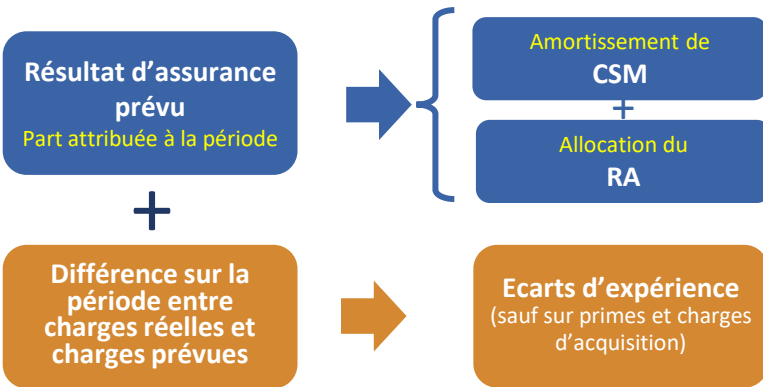 Résultat d'assurance
prévu
Part attribuée à la période
Amortissement de
CSM
+
Allocation du
RA
+
Différence sur la
période entre
charges réelles et
charges prévues
Ecarts d'expérience
(sauf sur primes et charges
d'acquisition)